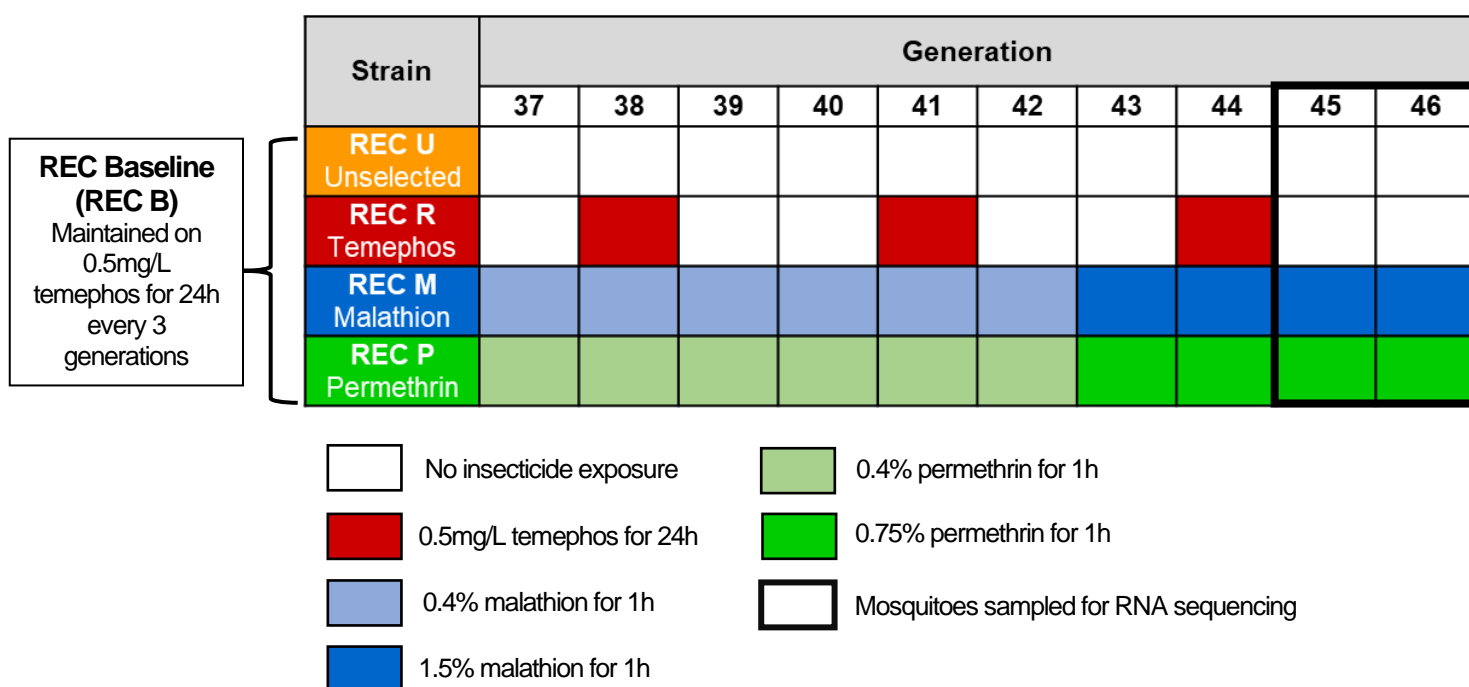 Strain
Generation
37 38 39 40 41 42 43 44 45 46
REC Baseline
(REC B)
Maintained on
0.5mg/L
temephos for 24h
every 3
generations
REC U
Unselected
REC R
Temephos
REC M
Malathion
REC P
Permethrin
No insecticide exposure
0.5mg/L temephos for 24h
0.4% malathion for 1h
1.5% malathion for 1h
0.4% permethrin for 1h
0.75% permethrin for 1h
Mosquitoes sampled for RNA sequencing